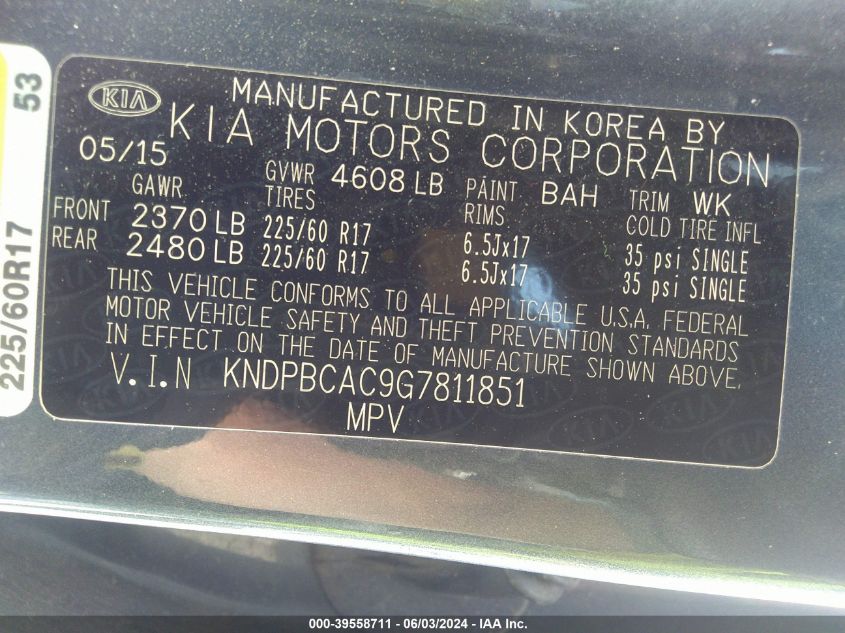 53
225/60R17
KIA
MANUFACTURED IN KOREA BY
KIA MOTORS CORPORATION
05/15 GVWR 4608 LB PAINT BAH TRIM WK
GAWR TIRES RIMS COLD TIRE INFL
FRONT 2370 LB 225/60 R17 6.5Jx17 35 psi SINGLE
REAR 2480 LB 225/60 R17 6.5Jx17 35 psi SINGLE
THIS VEHICLE CONFORMS TO ALL APPLICABLE U.S.A. FEDERAL
MOTOR VEHICLE SAFETY AND THEFT PREVENTION STANDARDS
IN EFFECT ON THE DATE OF MANUFACTURE SHOWN ABOVE.
V.I.N KNDPBCAC9G7811851
MPV
000-39558711 - 06/03/2024 - IAA Inc.